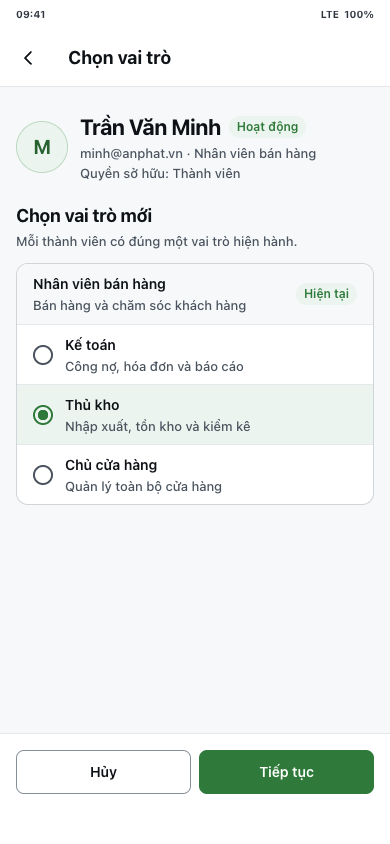 09:41
LTE 100%
Chọn vai trò
M
Trần Văn Minh
Hoạt động
minh@anphat.vn · Nhân viên bán hàng
Quyền sở hữu: Thành viên
Chọn vai trò mới
Mỗi thành viên có đúng một vai trò hiện hành.
Nhân viên bán hàng
Bán hàng và chăm sóc khách hàng
Hiện tại
Kế toán
Công nợ, hóa đơn và báo cáo
Thủ kho
Nhập xuất, tồn kho và kiểm kê
Chủ cửa hàng
Quản lý toàn bộ cửa hàng
Hủy
Tiếp tục